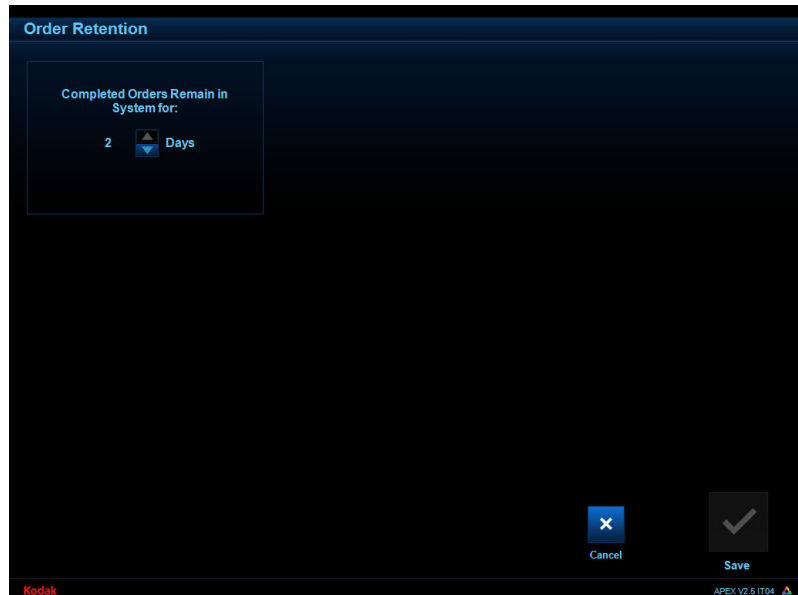 Order Retention
Completed Orders Remain in
System for:
2 Days
Cancel
Save
Kodak
APEX V2.5 IT04